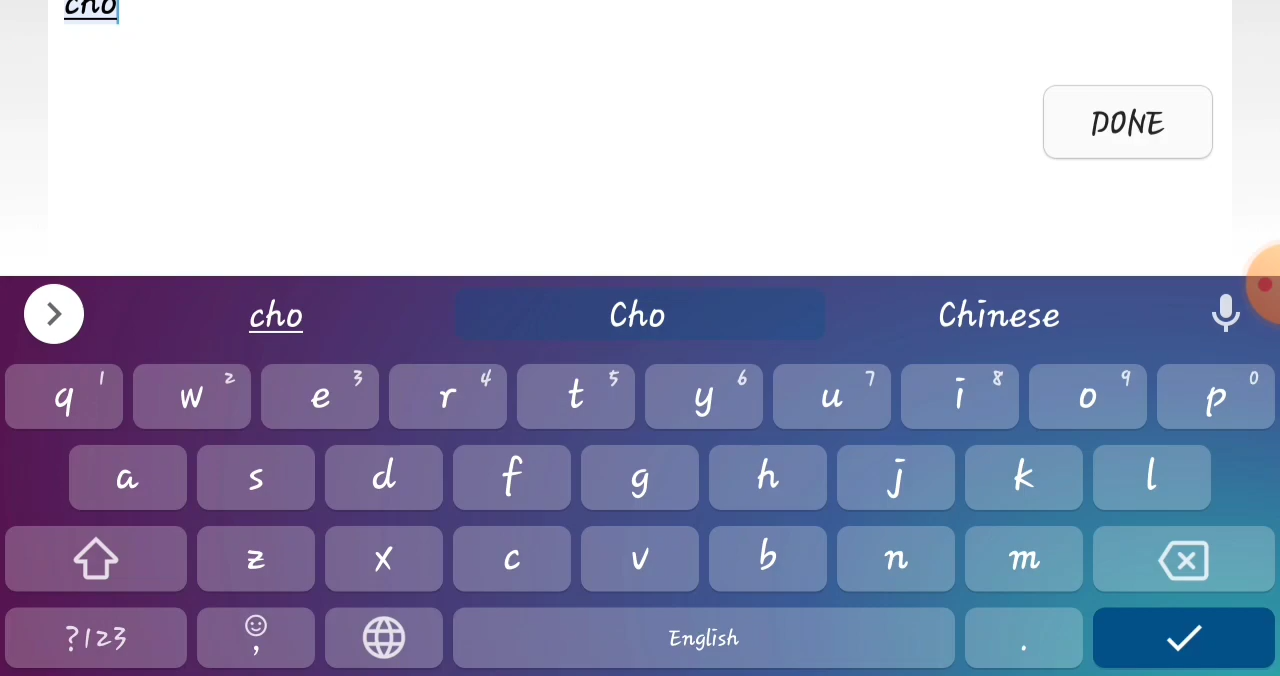 cho
DONE
cho Cho Chinese
q 1 w 2 e 3 r 4 t 5 y 6 u 7 i 8 o 9 p 0
a s d f g h j k l
z x c v b n m
?123 , English .